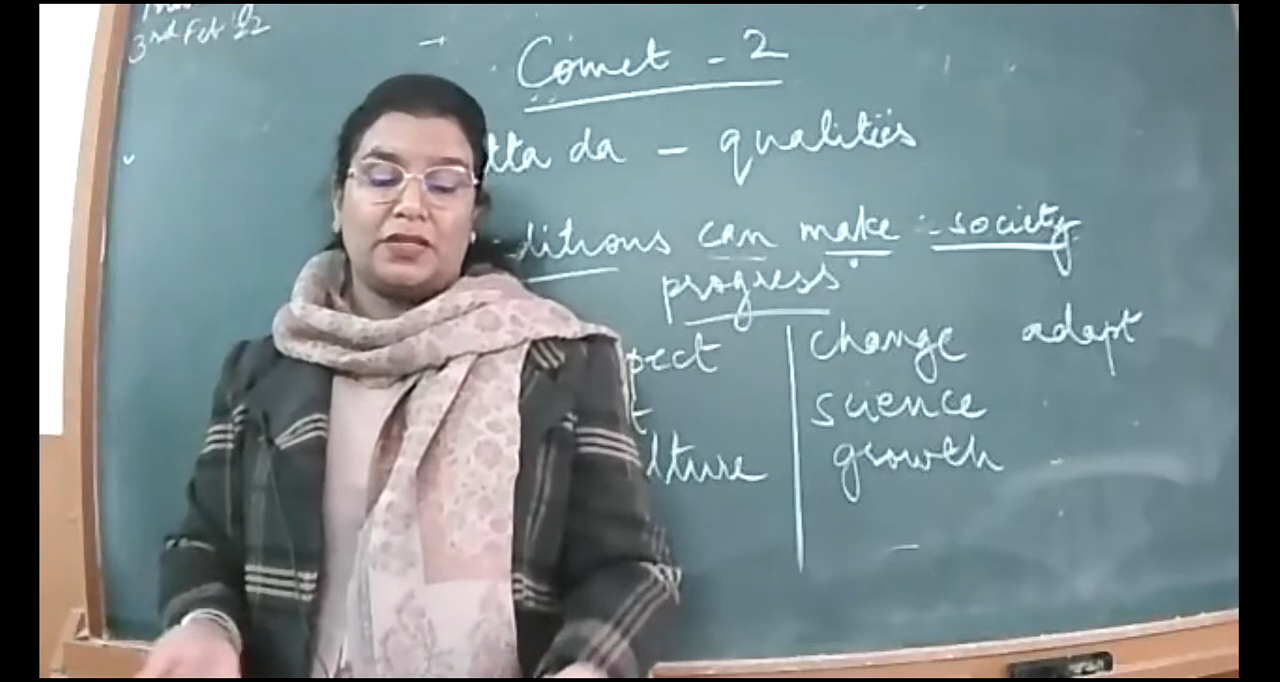 3rd Feb 22
Comet - 2
tta da - qualities
ditions can make society
progress
pect | change adapt
t | science
lture | growth